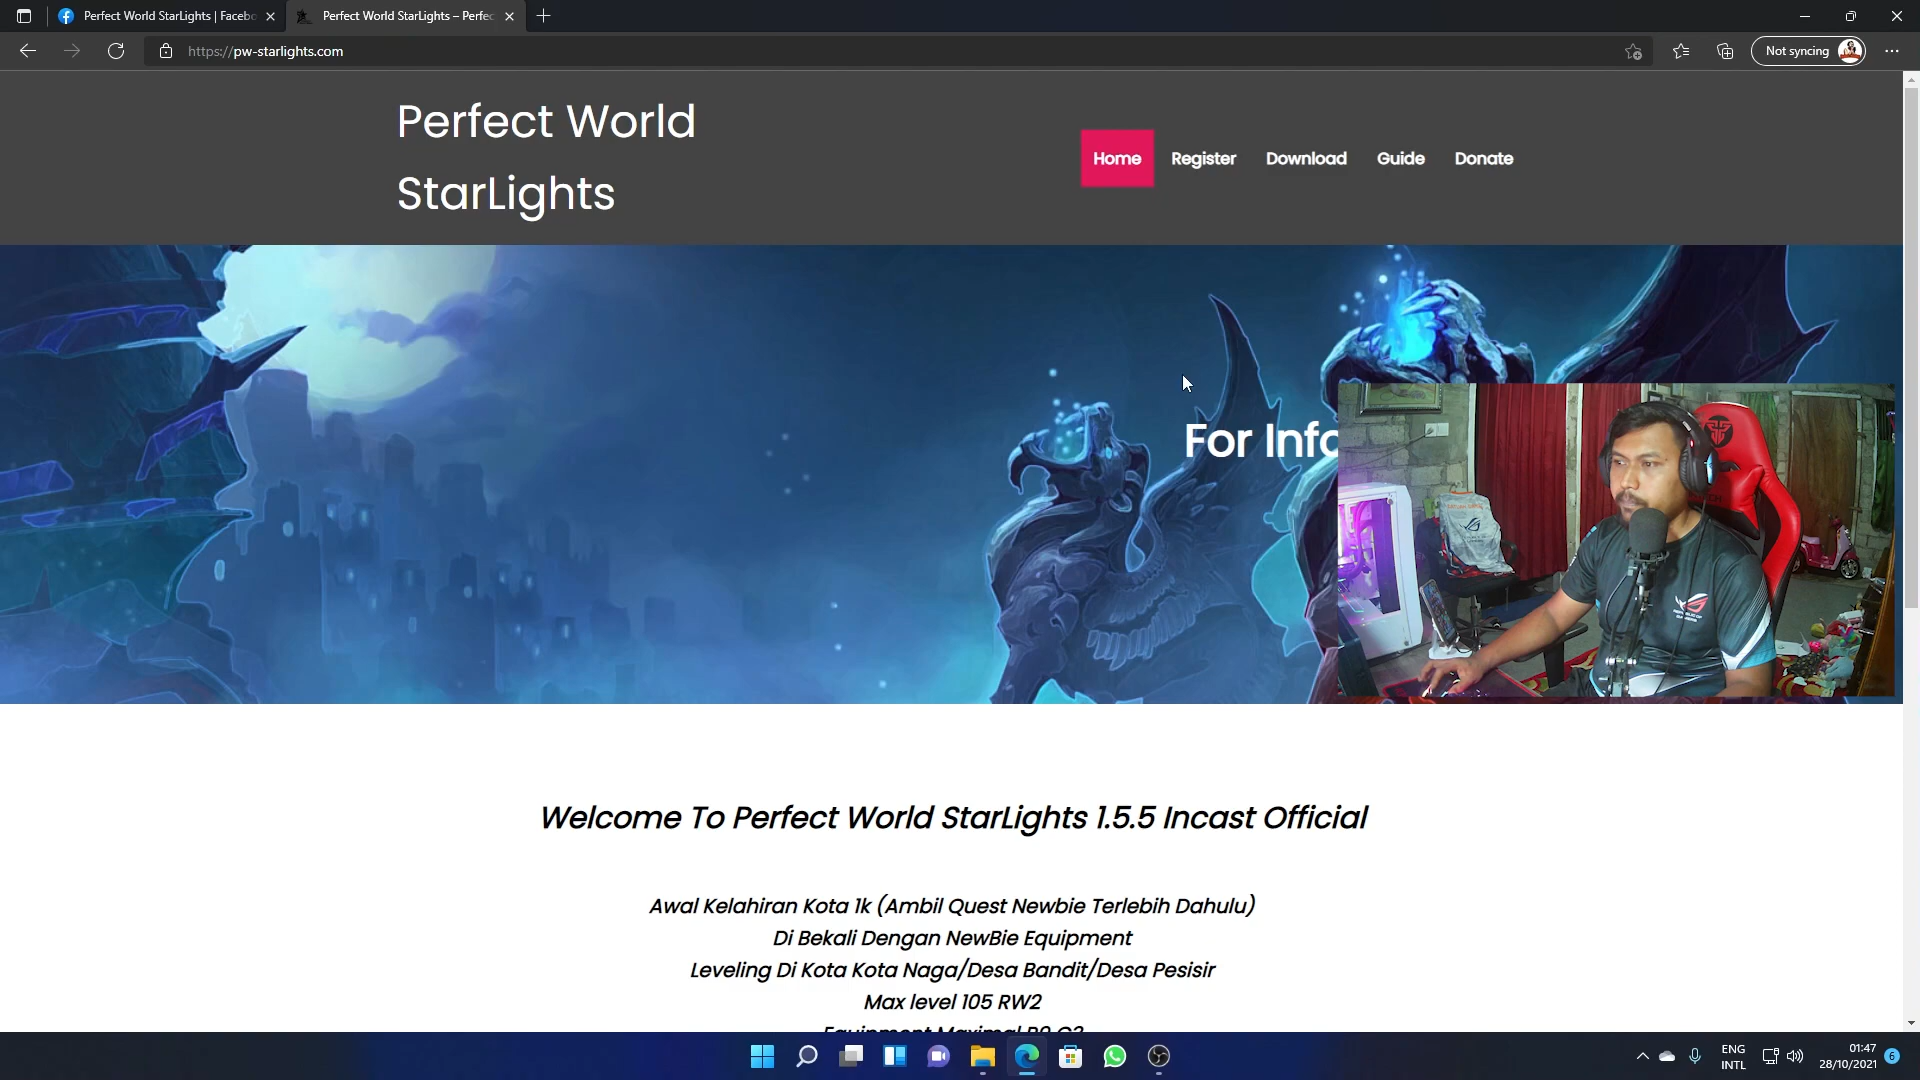 Perfect World StarLights | Facebo
Perfect World StarLights – Perfec
https://pw-starlights.com
Not syncing
Perfect World
StarLights
Home Register Download Guide Donate
For Info
Welcome To Perfect World StarLights 1.5.5 Incast Official
Awal Kelahiran Kota 1k (Ambil Quest Newbie Terlebih Dahulu)
Di Bekali Dengan NewBie Equipment
Leveling Di Kota Kota Naga/Desa Bandit/Desa Pesisir
Max level 105 RW2
ENG
INTL
01:47
28/10/2021
6